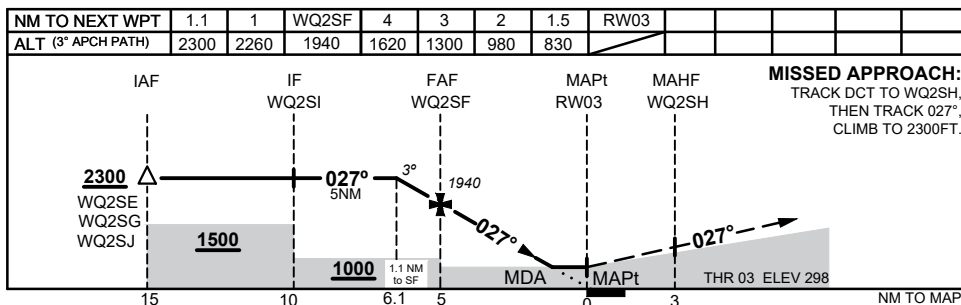 NM TO NEXT WPT 1.1 1 WQ2SF 4 3 2 1.5 RW03
ALT (3° APCH PATH) 2300 2260 1940 1620 1300 980 830
IAF
IF
WQ2SI
FAF
WQ2SF
MAPt
RW03
MAHF
WQ2SH
MISSED APPROACH:
TRACK DCT TO WQ2SH,
THEN TRACK 027°,
CLIMB TO 2300FT.
2300
WQ2SE
WQ2SG
WQ2SJ
027°
5NM
3°
1940
027°
027°
1500
1000
1.1 NM
to SF
MDA
MAPt
THR 03 ELEV 298
15 10 6.1 5 0 3 NM TO MAP